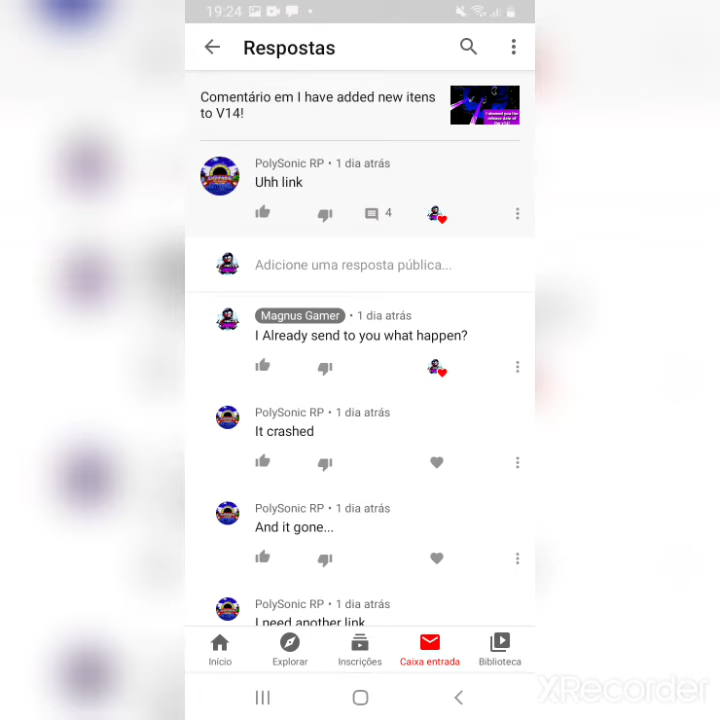 19:24
Respostas
Comentário em I have added new itens
to V14!
PolySonic RP • 1 dia atrás
Uhh link
4
Adicione uma resposta pública...
Magnus Gamer • 1 dia atrás
I Already send to you what happen?
PolySonic RP • 1 dia atrás
It crashed
PolySonic RP • 1 dia atrás
And it gone...
PolySonic RP • 1 dia atrás
I need another link
Início
Explorar
Inscrições
Caixa entrada
Biblioteca
XRecorder